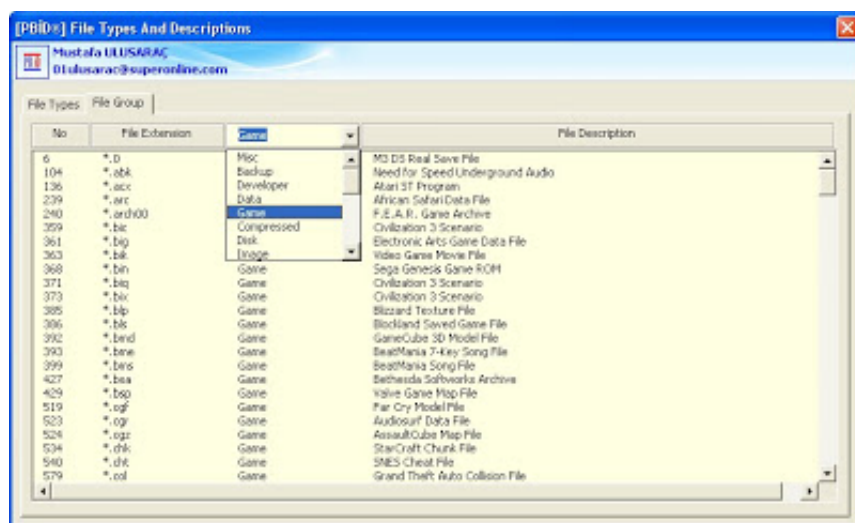 [PBİD®] File Types And Descriptions
Mustafa ULUSARAÇ
01ulusarac@superonline.com
File Types File Group
No File Extension Game File Description
6 *.0 Misc M3 DS Real Save File
104 *.abk Backup Need for Speed Underground Audio
136 *.acx Developer Atari ST Program
239 *.arc Data African Safari Data File
240 *.arch00 Game F.E.A.R. Game Archive
359 *.bic Compressed Civilization 3 Scenario
361 *.big Disk Electronic Arts Game Data File
363 *.bik Image Video Game Movie File
368 *.bin Game Sega Genesis Game ROM
371 *.biq Game Civilization 3 Scenario
373 *.bix Game Civilization 3 Scenario
385 *.blp Game Blizzard Texture File
386 *.bls Game Blockland Saved Game File
392 *.bmd Game GameCube 3D Model File
393 *.bme Game BeatMania 7-Key Song File
399 *.bms Game BeatMania Song File
427 *.bsa Game Bethesda Softworks Archive
429 *.bsp Game Valve Game Map File
519 *.cgf Game Far Cry Model File
523 *.cgr Game Audiosurf Data File
524 *.cgz Game AssaultCube Map File
534 *.chk Game StarCraft Chunk File
540 *.cht Game SNES Cheat File
579 *.col Game Grand Theft Auto Collision File